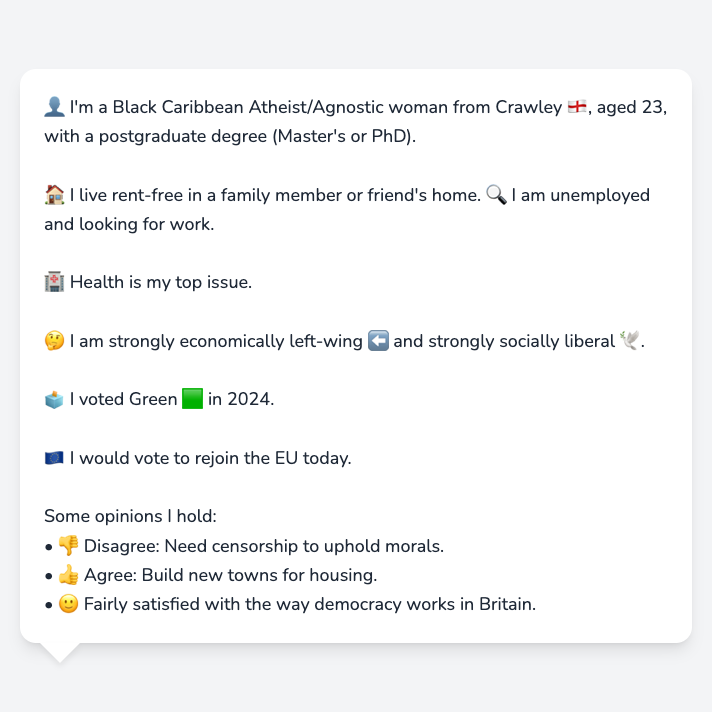 👤 I'm a Black Caribbean Atheist/Agnostic woman from Crawley 🏴󠁧󠁢󠁥󠁮󠁧󠁿, aged 23,
with a postgraduate degree (Master's or PhD).
🏠 I live rent-free in a family member or friend's home. 🔍 I am unemployed
and looking for work.
🏥 Health is my top issue.
🤔 I am strongly economically left-wing ⬅️ and strongly socially liberal 🕊️.
🗳️ I voted Green 🟩 in 2024.
🇪🇺 I would vote to rejoin the EU today.
Some opinions I hold:
• 👎 Disagree: Need censorship to uphold morals.
• 👍 Agree: Build new towns for housing.
• 🙂 Fairly satisfied with the way democracy works in Britain.